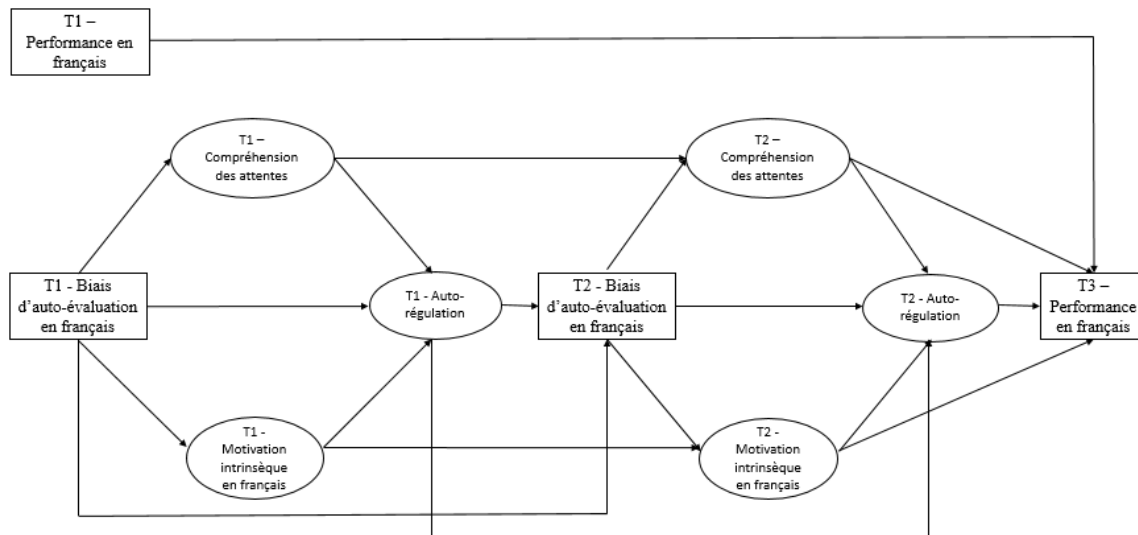 T1 –
Performance en
français
T1 –
Compréhension
des attentes
T2 –
Compréhension
des attentes
T1 - Biais
d'auto-évaluation
en français
T1 - Auto-
régulation
T2 - Biais
d'auto-évaluation
en français
T2 - Auto-
régulation
T3 –
Performance
en français
T1 -
Motivation
intrinsèque
en français
T2 -
Motivation
intrinsèque
en français